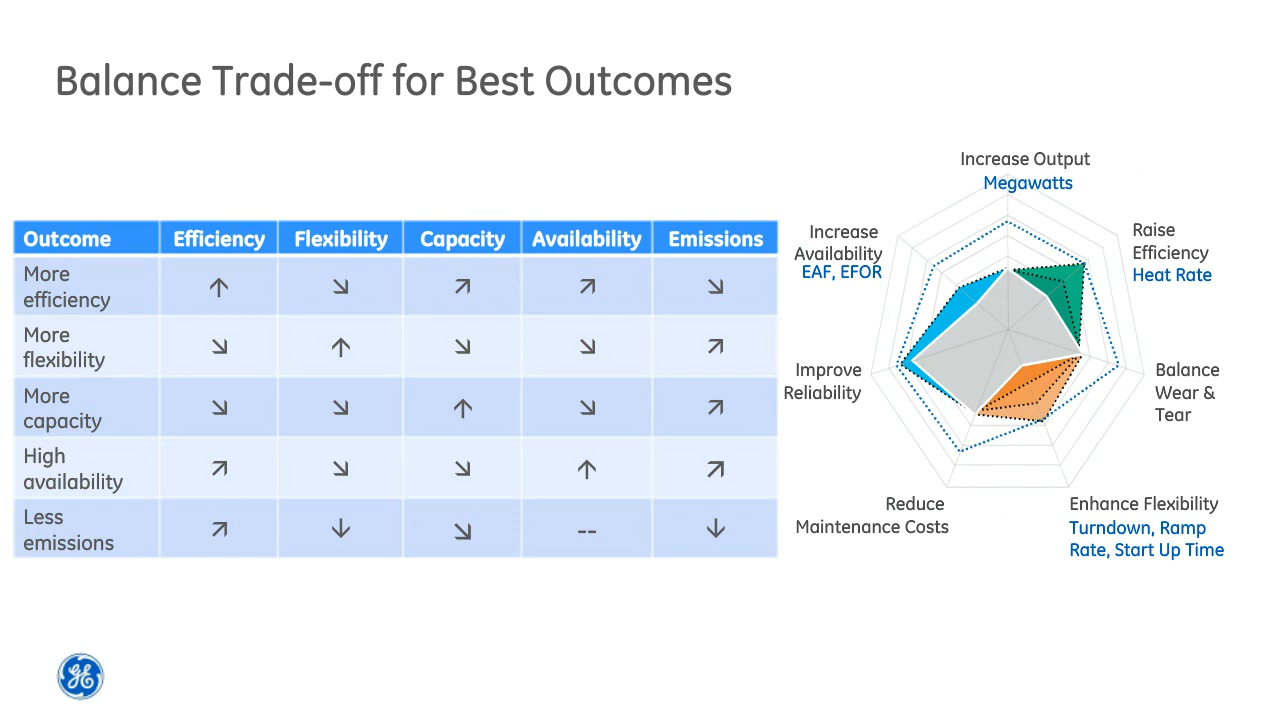 Balance Trade-off for Best Outcomes
Outcome Efficiency Flexibility Capacity Availability Emissions
More
efficiency ↑ ↘ ↗ ↗ ↘
More
flexibility ↘ ↑ ↘ ↘ ↗
More
capacity ↘ ↘ ↑ ↘ ↗
High
availability ↗ ↘ ↘ ↑ ↗
Less
emissions ↗ ↓ ↘ -- ↓
Increase Output
Megawatts
Raise
Efficiency
Heat Rate
Balance
Wear &
Tear
Enhance Flexibility
Turndown, Ramp
Rate, Start Up Time
Reduce
Maintenance Costs
Improve
Reliability
Increase
Availability
EAF, EFOR
GE